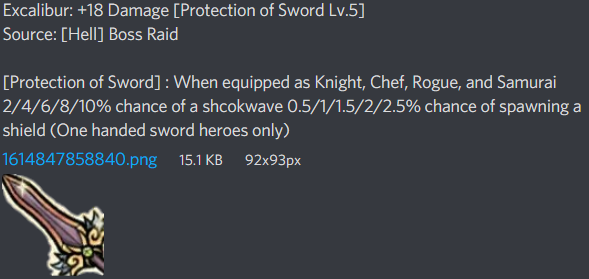 Excalibur: +18 Damage [Protection of Sword Lv.5]
Source: [Hell] Boss Raid
[Protection of Sword] : When equipped as Knight, Chef, Rogue, and Samurai
2/4/6/8/10% chance of a shcokwave 0.5/1/1.5/2/2.5% chance of spawning a
shield (One handed sword heroes only)
1614847858840.png 15.1 KB 92x93px